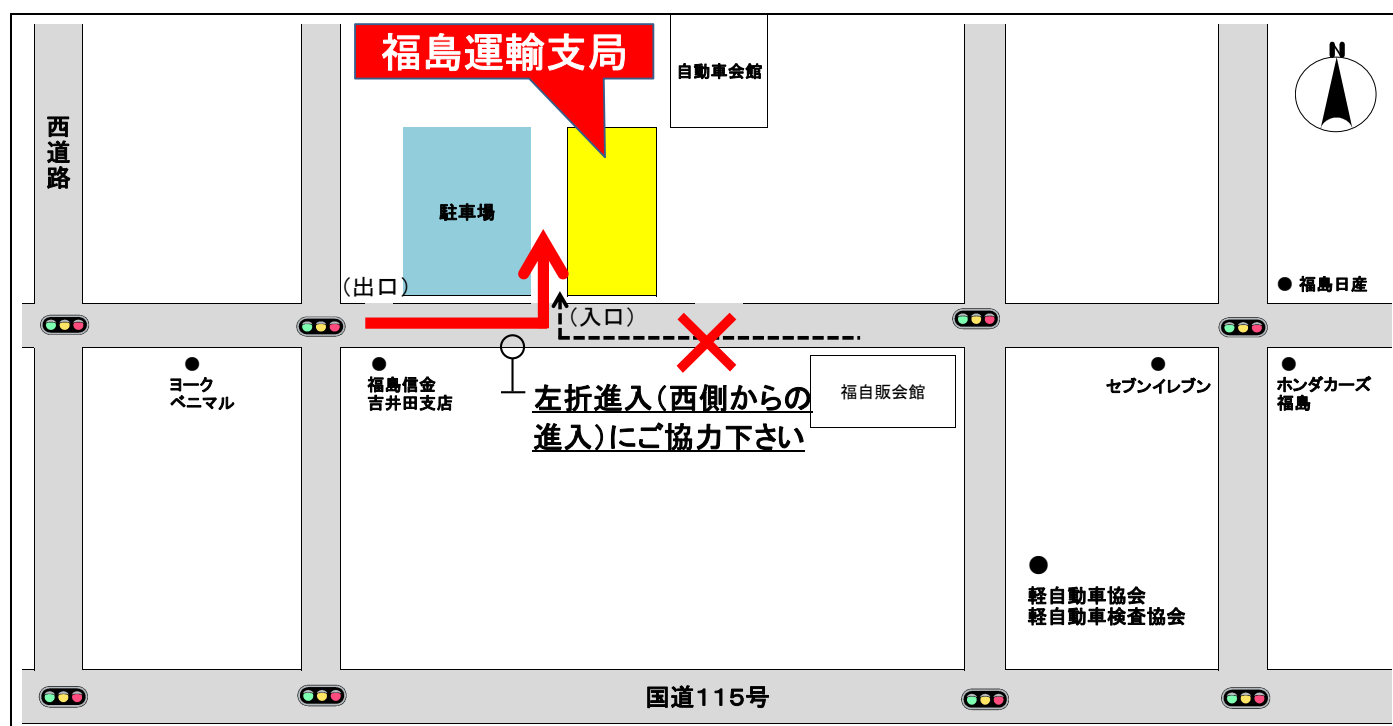 福島運輸支局
自動車会館
N
西道路
駐車場
(出口)
(入口)
福島日産
ヨーク
ベニマル
福島信金
吉井田支店
左折進入(西側からの
進入)にご協力下さい
福自販会館
セブンイレブン
ホンダカーズ
福島
軽自動車協会
軽自動車検査協会
国道115号